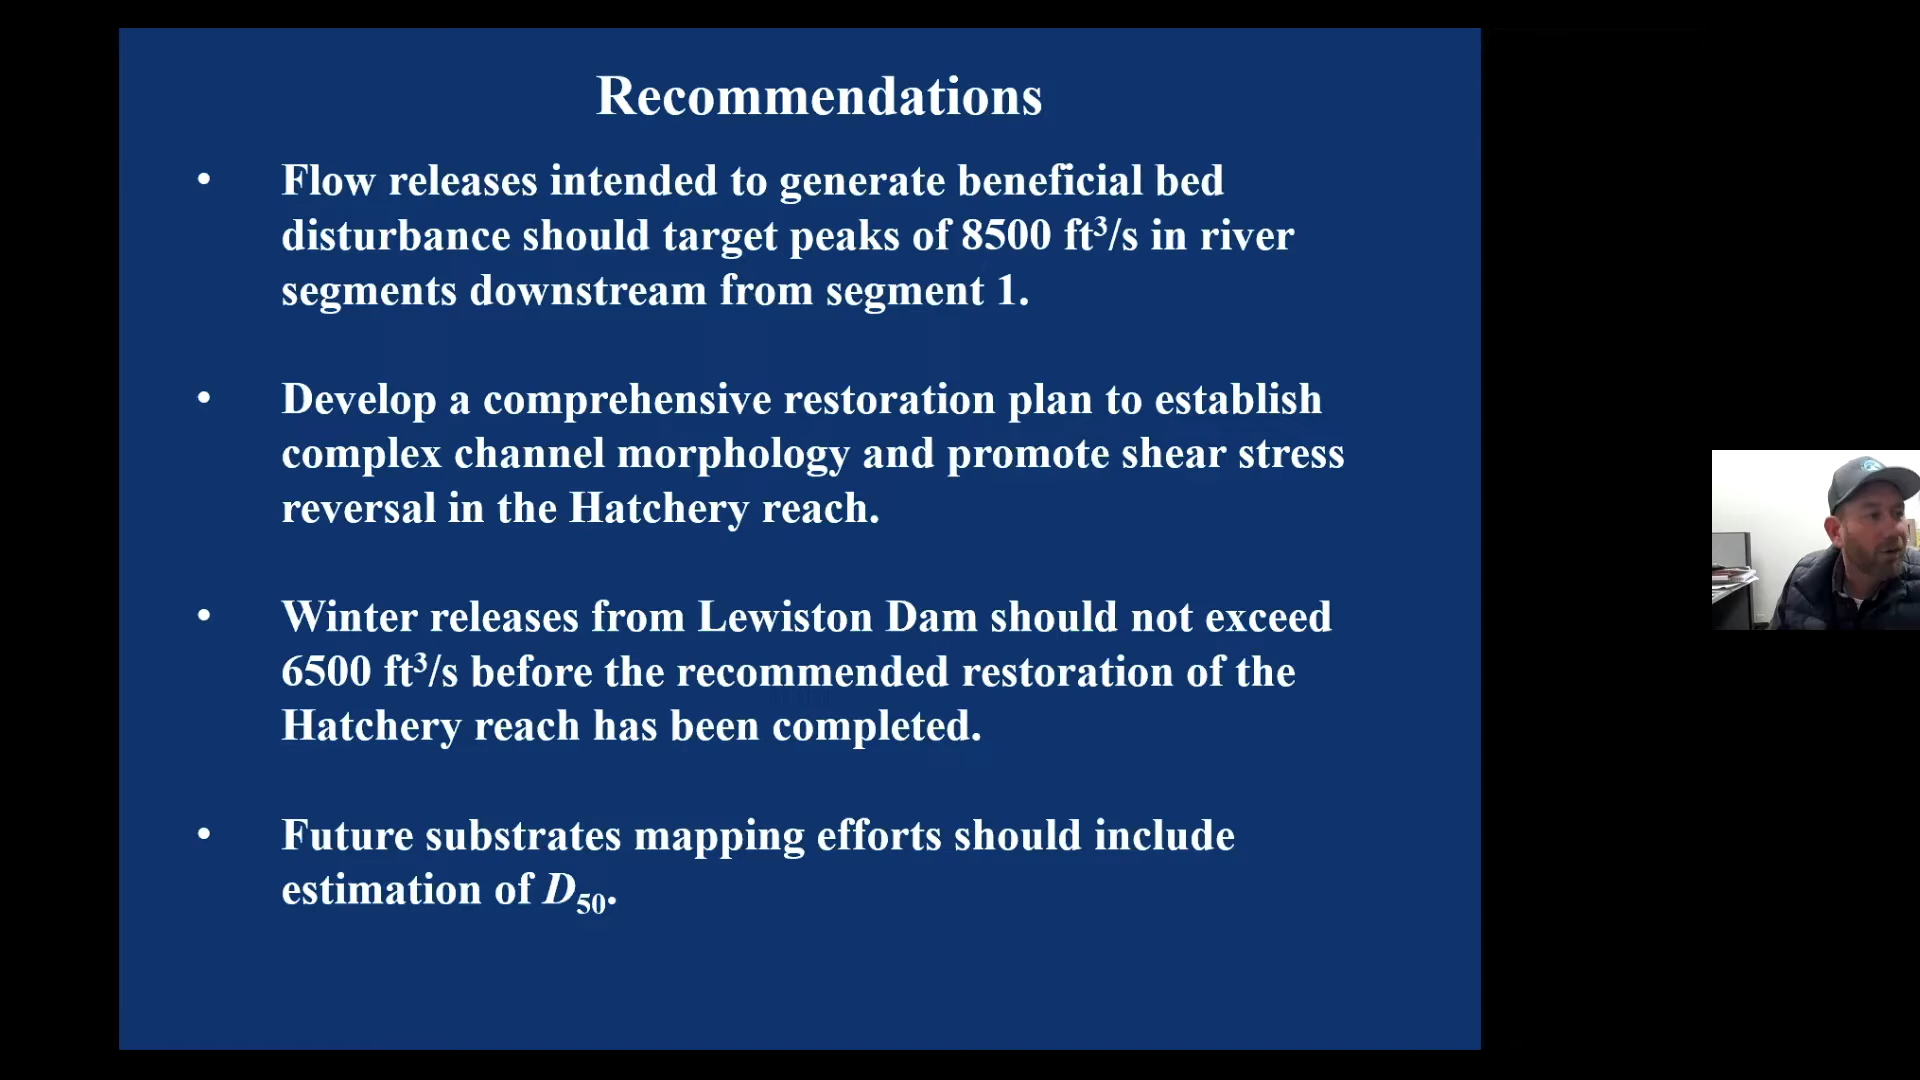 Recommendations
• Flow releases intended to generate beneficial bed
disturbance should target peaks of 8500 ft³/s in river
segments downstream from segment 1.
• Develop a comprehensive restoration plan to establish
complex channel morphology and promote shear stress
reversal in the Hatchery reach.
• Winter releases from Lewiston Dam should not exceed
6500 ft³/s before the recommended restoration of the
Hatchery reach has been completed.
• Future substrates mapping efforts should include
estimation of D₅₀.